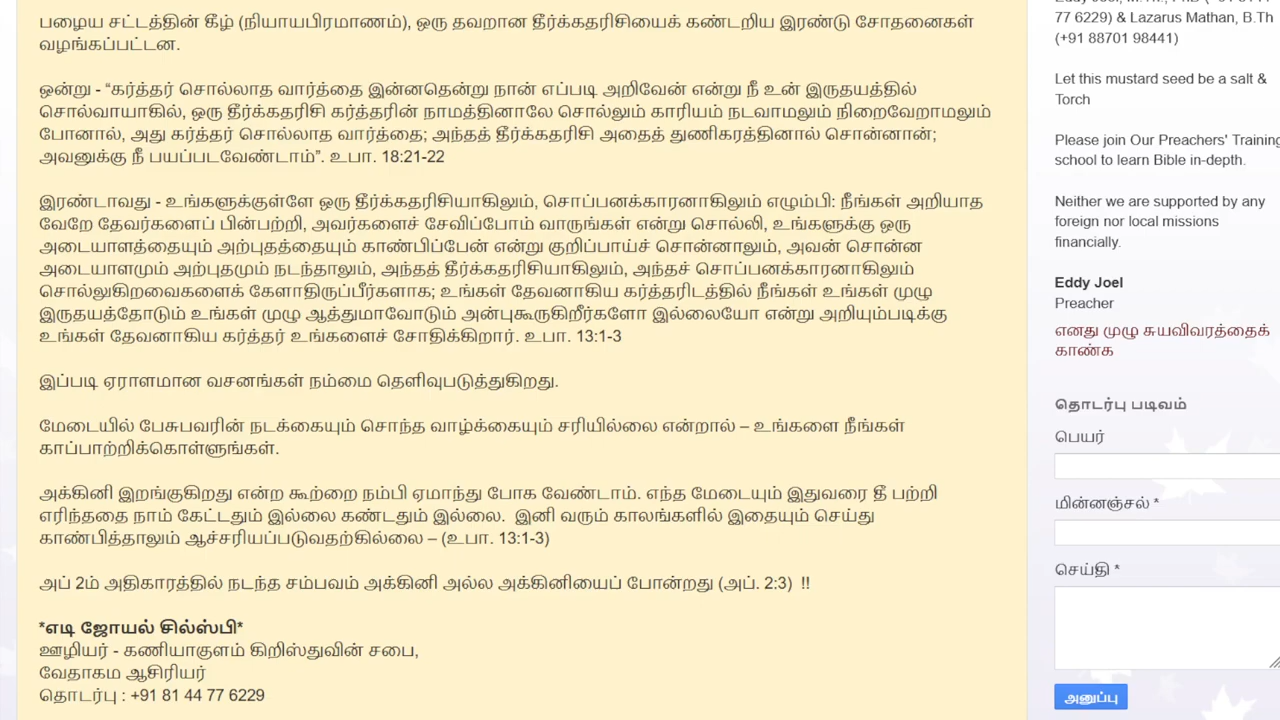 பழைய சட்டத்தின் கீழ் (நியாயபிரமாணம்), ஒரு தவறான தீர்க்கதரிசியைக் கண்டறிய இரண்டு சோதனைகள்
வழங்கப்பட்டன.
ஒன்று - “கர்த்தர் சொல்லாத வார்த்தை இன்னதென்று நான் எப்படி அறிவேன் என்று நீ உன் இருதயத்தில்
சொல்வாயாகில், ஒரு தீர்க்கதரிசி கர்த்தரின் நாமத்தினாலே சொல்லும் காரியம் நடவாமலும் நிறைவேறாமலும்
போனால், அது கர்த்தர் சொல்லாத வார்த்தை; அந்தத் தீர்க்கதரிசி அதைத் துணிகரத்தினால் சொன்னான்;
அவனுக்கு நீ பயப்படவேண்டாம்”. உபா. 18:21-22
இரண்டாவது - உங்களுக்குள்ளே ஒரு தீர்க்கதரிசியாகிலும், சொப்பனக்காரனாகிலும் எழும்பி: நீங்கள் அறியாத
வேறே தேவர்களைப் பின்பற்றி, அவர்களைச் சேவிப்போம் வாருங்கள் என்று சொல்லி, உங்களுக்கு ஒரு
அடையாளத்தையும் அற்புதத்தையும் காண்பிப்பேன் என்று குறிப்பாய்ச் சொன்னாலும், அவன் சொன்ன
அடையாளமும் அற்புதமும் நடந்தாலும், அந்தத் தீர்க்கதரிசியாகிலும், அந்தச் சொப்பனக்காரனாகிலும்
சொல்லுகிறவைகளைக் கேளாதிருப்பீர்களாக; உங்கள் தேவனாகிய கர்த்தரிடத்தில் நீங்கள் உங்கள் முழு
இருதயத்தோடும் உங்கள் முழு ஆத்துமாவோடும் அன்புகூருகிறீர்களோ இல்லையோ என்று அறியும்படிக்கு
உங்கள் தேவனாகிய கர்த்தர் உங்களைச் சோதிக்கிறார். உபா. 13:1-3
இப்படி ஏராளமான வசனங்கள் நம்மை தெளிவுபடுத்துகிறது.
மேடையில் பேசுபவரின் நடக்கையும் சொந்த வாழ்க்கையும் சரியில்லை என்றால் – உங்களை நீங்கள்
காப்பாற்றிக்கொள்ளுங்கள்.
அக்கினி இறங்குகிறது என்ற கூற்றை நம்பி ஏமாந்து போக வேண்டாம். எந்த மேடையும் இதுவரை தீ பற்றி
எரிந்ததை நாம் கேட்டதும் இல்லை கண்டதும் இல்லை. இனி வரும் காலங்களில் இதையும் செய்து
காண்பித்தாலும் ஆச்சரியப்படுவதற்கில்லை – (உபா. 13:1-3)
அப் 2ம் அதிகாரத்தில் நடந்த சம்பவம் அக்கினி அல்ல அக்கினியைப் போன்றது (அப். 2:3) !!
*எடி ஜோயல் சில்ஸ்பி*
ஊழியர் - கணியாகுளம் கிறிஸ்துவின் சபை,
வேதாகம ஆசிரியர்
தொடர்பு : +91 81 44 77 6229
77 6229) & Lazarus Mathan, B.Th
(+91 88701 98441)
Let this mustard seed be a salt &
Torch
Please join Our Preachers' Training
school to learn Bible in-depth.
Neither we are supported by any
foreign nor local missions
financially.
Eddy Joel
Preacher
எனது முழு சுயவிவரத்தைக்
காண்க
தொடர்பு படிவம்
பெயர்
மின்னஞ்சல் *
செய்தி *
அனுப்பு